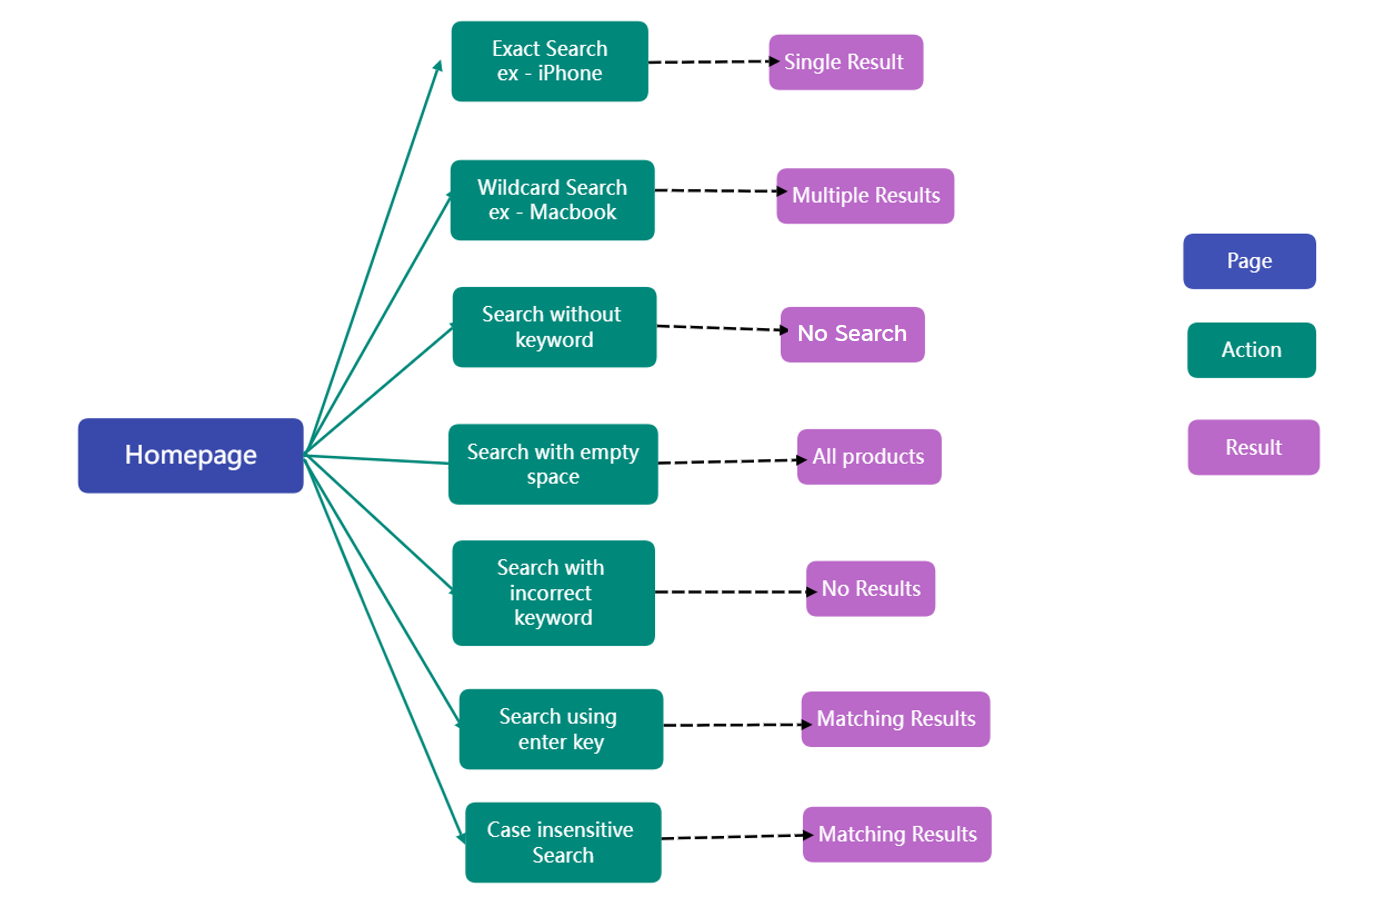 Exact Search
ex - iPhone
Single Result
Wildcard Search
ex - Macbook
Multiple Results
Search without
keyword
No Search
Homepage
Search with empty
space
All products
Search with
incorrect
keyword
No Results
Search using
enter key
Matching Results
Case insensitive
Search
Matching Results
Page
Action
Result